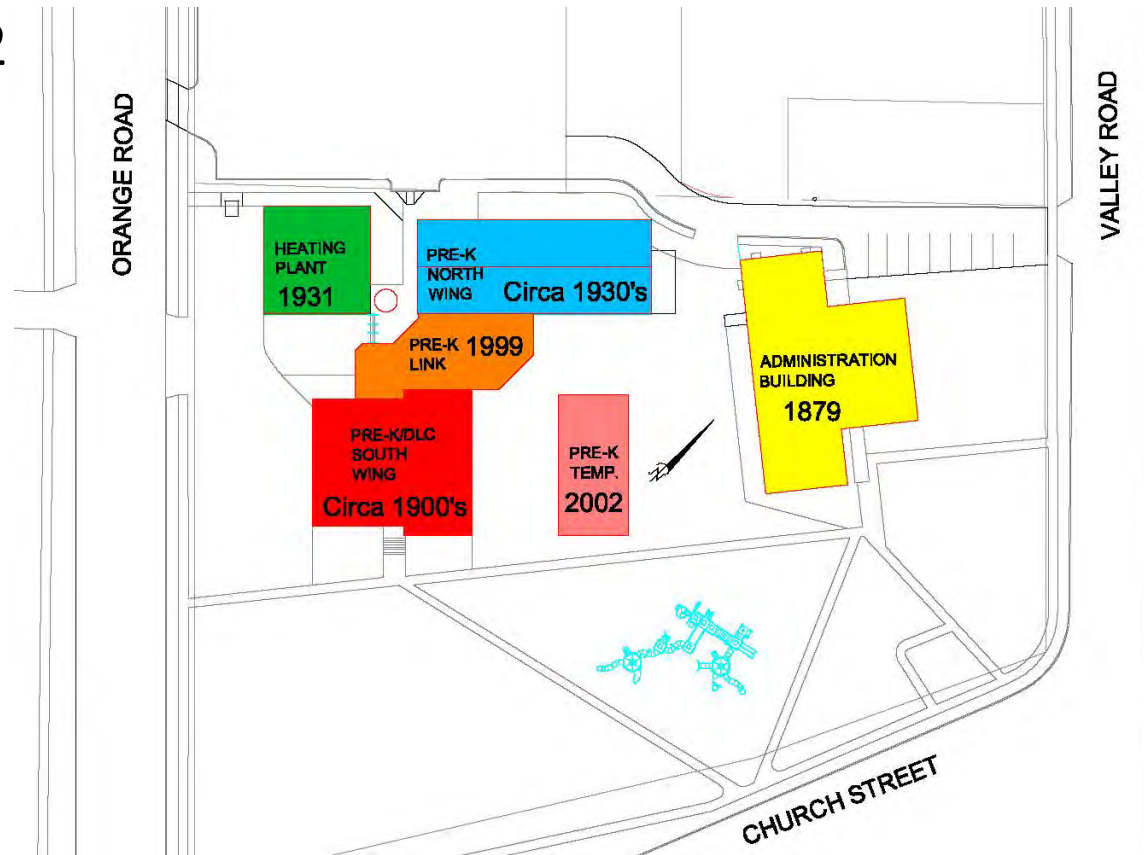 ORANGE ROAD
VALLEY ROAD
HEATING
PLANT
1931
PRE-K
NORTH
WING Circa 1930's
PRE-K 1999
LINK
ADMINISTRATION
BUILDING
1879
PRE-K/DLC
SOUTH
WING
Circa 1900's
PRE-K
TEMP.
2002
N
CHURCH STREET